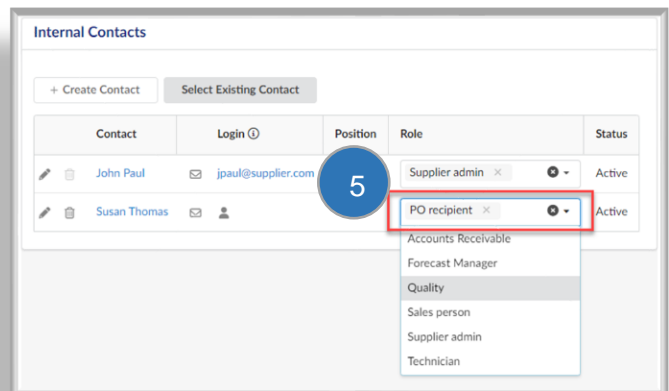 Internal Contacts
+ Create Contact Select Existing Contact
Contact Login Position Role Status
John Paul jpaul@supplier.com Supplier admin × Active
5
Susan Thomas PO recipient × Active
Accounts Receivable
Forecast Manager
Quality
Sales person
Supplier admin
Technician